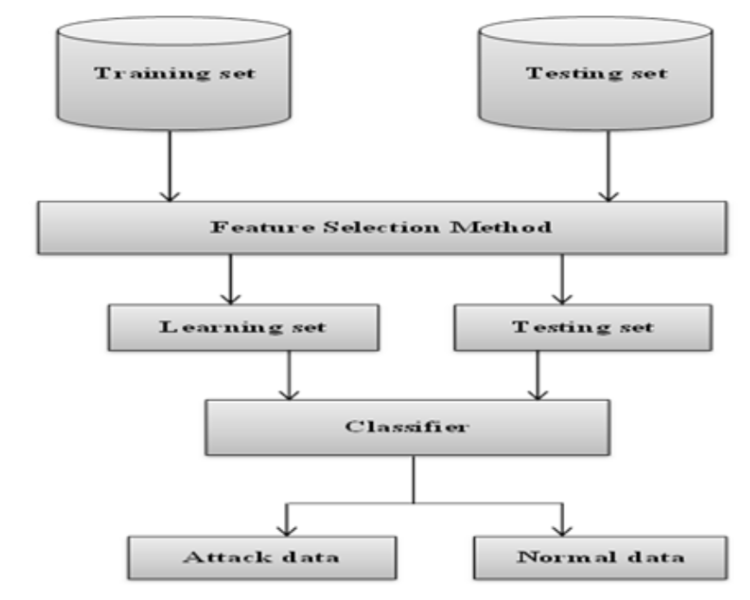 Training set
Testing set
Feature Selection Method
Learning set
Testing set
Classifier
Attack data
Normal data